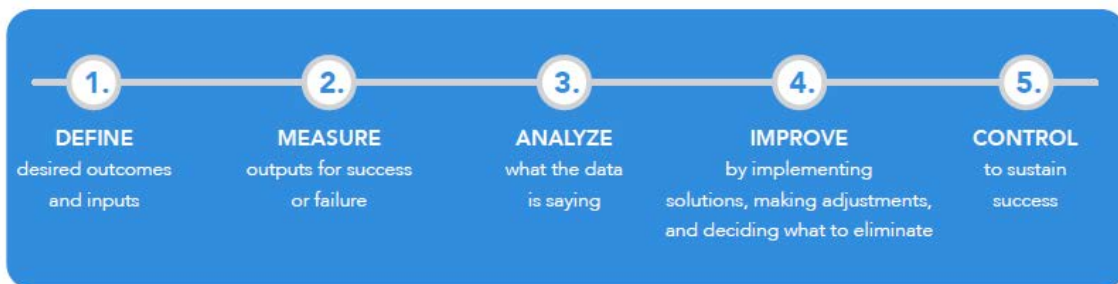 1.
DEFINE
desired outcomes
and inputs
2.
MEASURE
outputs for success
or failure
3.
ANALYZE
what the data
is saying
4.
IMPROVE
by implementing
solutions, making adjustments,
and deciding what to eliminate
5.
CONTROL
to sustain
success